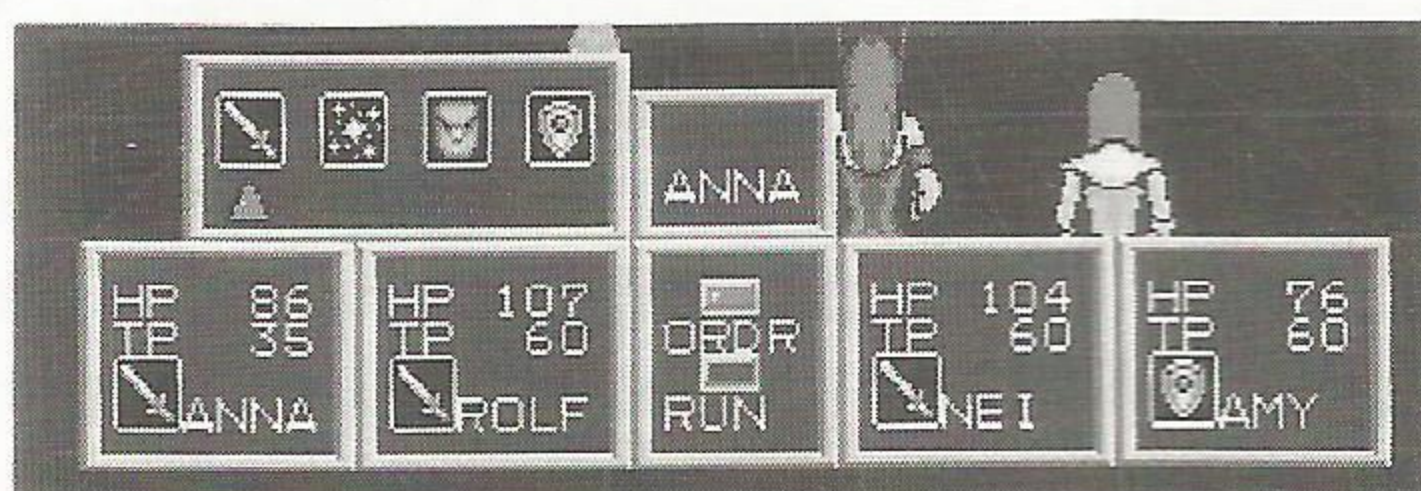 ANNA
HP 86
TP 35
ANNA
HP 107
TP 60
ROLF
ORDR
RUN
HP 104
TP 60
NEI
HP 76
TP 60
AMY